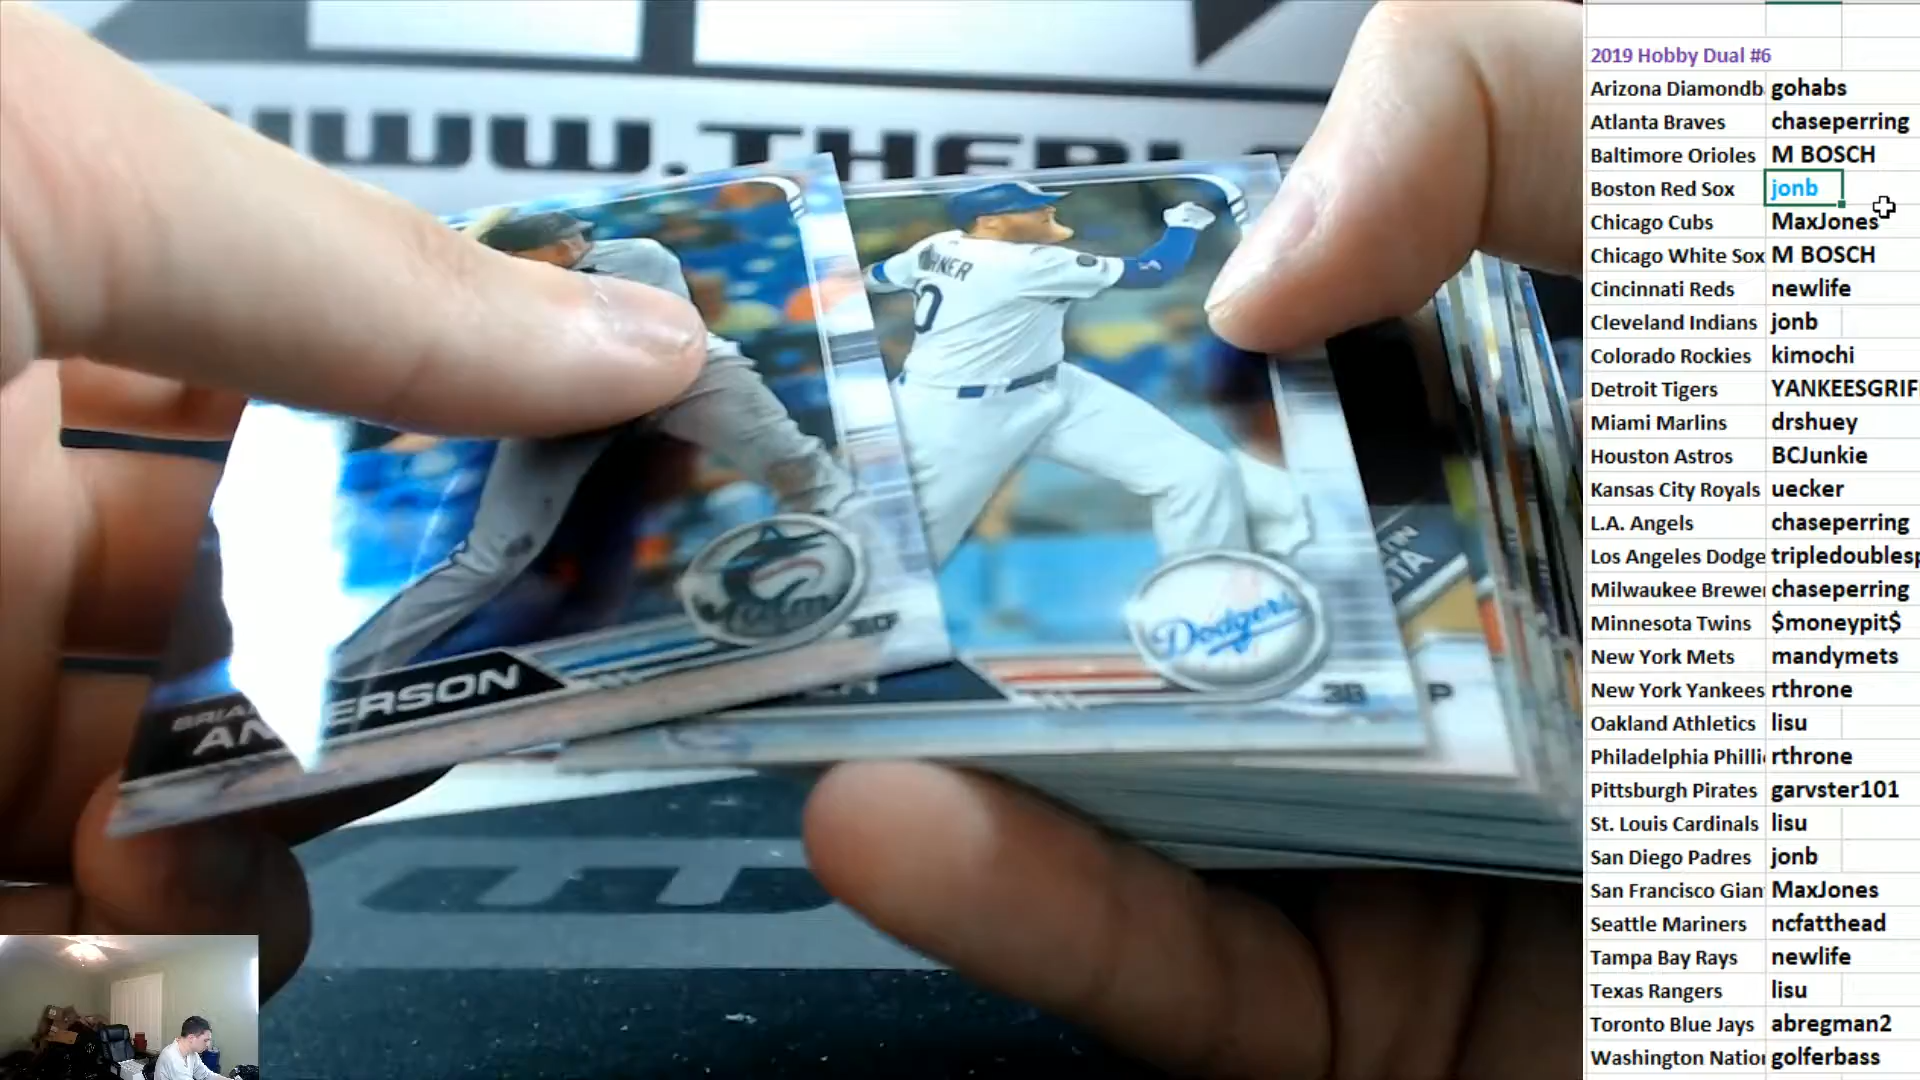 2019 Hobby Dual #6
Arizona Diamondb gohabs
Atlanta Braves chaseperring
Baltimore Orioles M BOSCH
Boston Red Sox jonb
Chicago Cubs MaxJones
Chicago White Sox M BOSCH
Cincinnati Reds newlife
Cleveland Indians jonb
Colorado Rockies kimochi
Detroit Tigers YANKEESGRIF
Miami Marlins drshuey
Houston Astros BCJunkie
Kansas City Royals uecker
L.A. Angels chaseperring
Los Angeles Dodge tripledoublesp
Milwaukee Brewe chaseperring
Minnesota Twins $moneypit$
New York Mets mandymets
New York Yankees rthrone
Oakland Athletics lisu
Philadelphia Philli rthrone
Pittsburgh Pirates garvster101
St. Louis Cardinals lisu
San Diego Padres jonb
San Francisco Gian MaxJones
Seattle Mariners ncfatthead
Tampa Bay Rays newlife
Texas Rangers lisu
Toronto Blue Jays abregman2
Washington Natio golferbass
WWW.THEB
RNER
0
Dodgers
3B
P
ERSON
AN